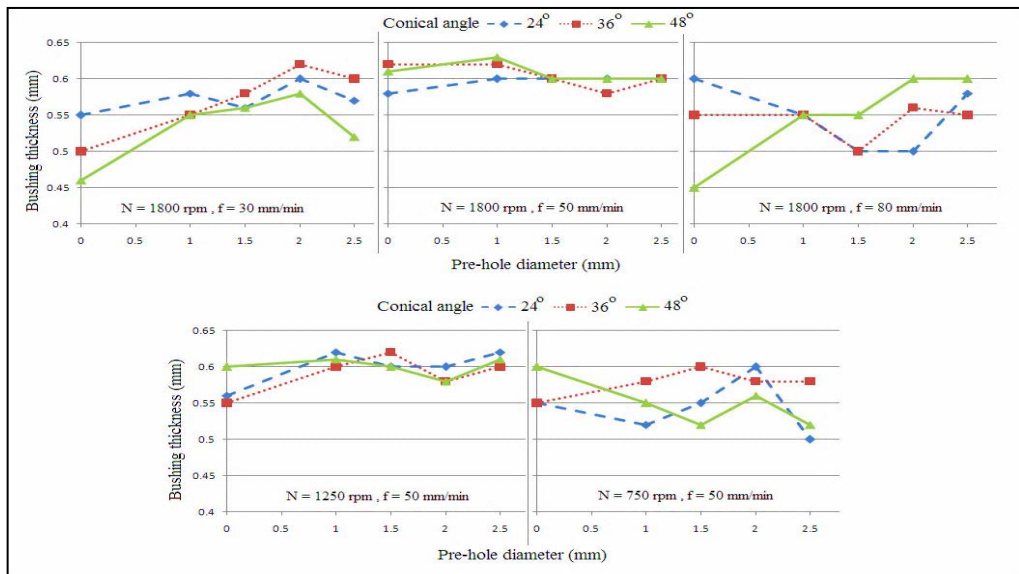 Conical angle 24° 36° 48°
Bushing thickness (mm)
0.65
0.6
0.55
0.5
0.45
0.4
N = 1800 rpm , f = 30 mm/min
N = 1800 rpm , f = 50 mm/min
N = 1800 rpm , f = 80 mm/min
0 0.5 1 1.5 2 2.5 0 0.5 1 1.5 2 2.5 0 0.5 1 1.5 2 2.5
Pre-hole diameter (mm)
Conical angle 24° 36° 48°
Bushing thickness (mm)
0.65
0.6
0.55
0.5
0.45
0.4
N = 1250 rpm , f = 50 mm/min
N = 750 rpm , f = 50 mm/min
0 0.5 1 1.5 2 2.5 0 0.5 1 1.5 2 2.5
Pre-hole diameter (mm)